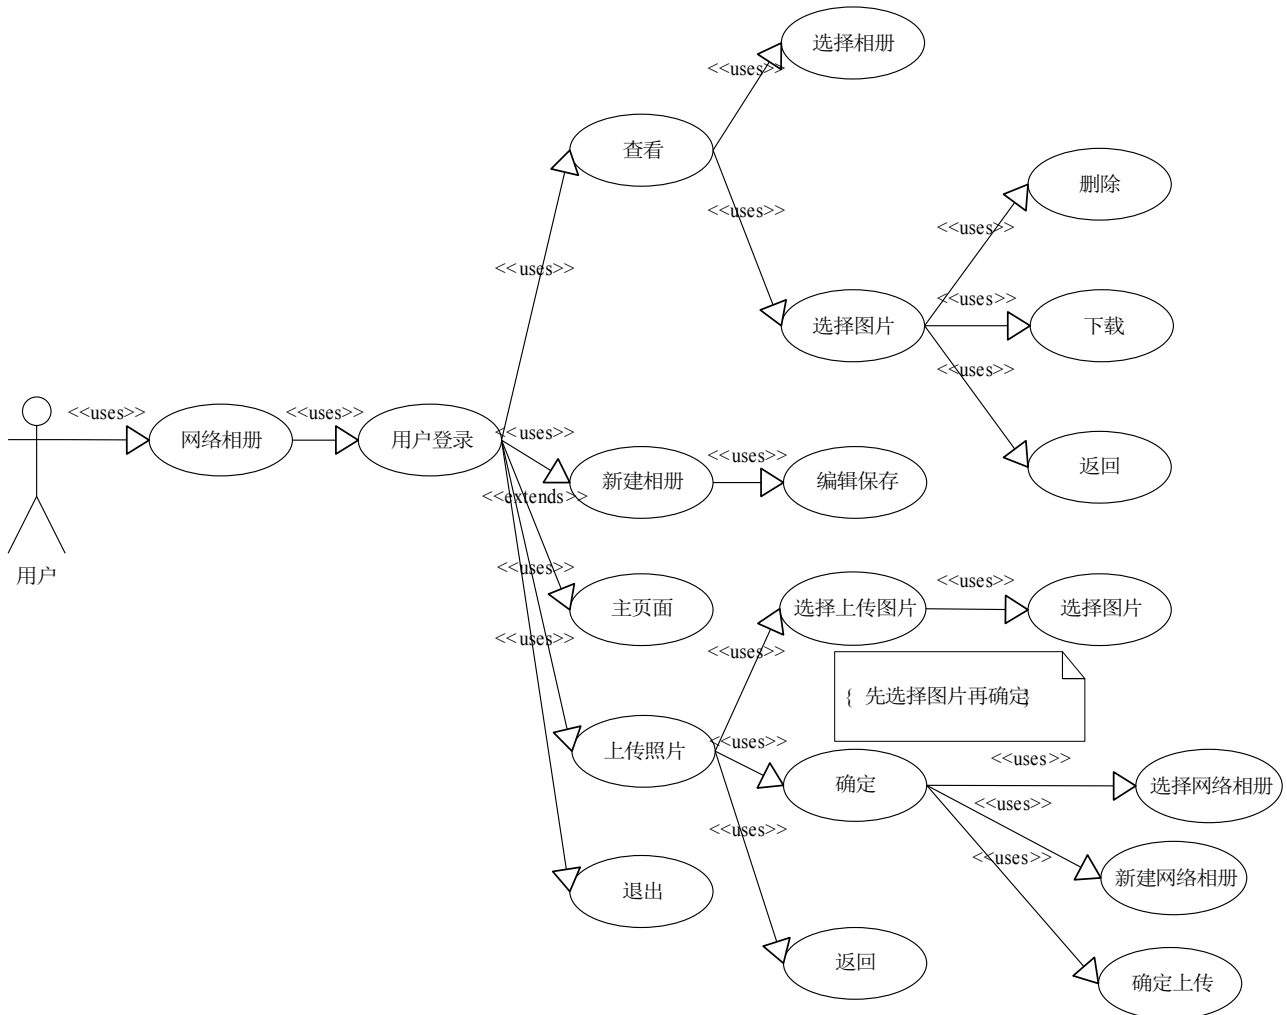 选择相册
<<uses>>
查看
删除
<<uses>>
<<uses>>
<<uses>>
<<uses>>
选择图片
下载
<<uses>>
<<uses>>
<<uses>>
网络相册
用户登录
<<uses>>
返回
<<uses>>
新建相册
编辑保存
<<extends>>
用户
<<uses>>
主页面
选择上传图片
<<uses>>
选择图片
<<uses>>
<<uses>>
{ 先选择图片再确定}
上传照片
<<uses>>
确定
<<uses>>
选择网络相册
<<uses>>
<<uses>>
<<uses>>
新建网络相册
退出
返回
确定上传